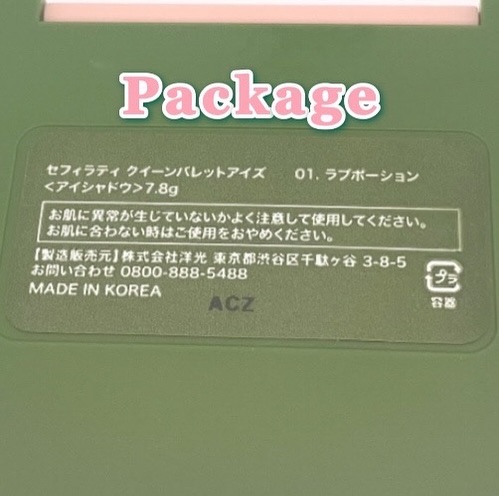 Package
セフィラティ クイーンパレットアイズ 01. ラブポーション
<アイシャドウ>7.8g
お肌に異常が生じていないかよく注意して使用してください。
お肌に合わない時はご使用をおやめください。
【製造販売元】株式会社洋光 東京都渋谷区千駄ヶ谷 3-8-5
お問い合わせ 0800-888-5488
MADE IN KOREA
ACZ
プラ
容器